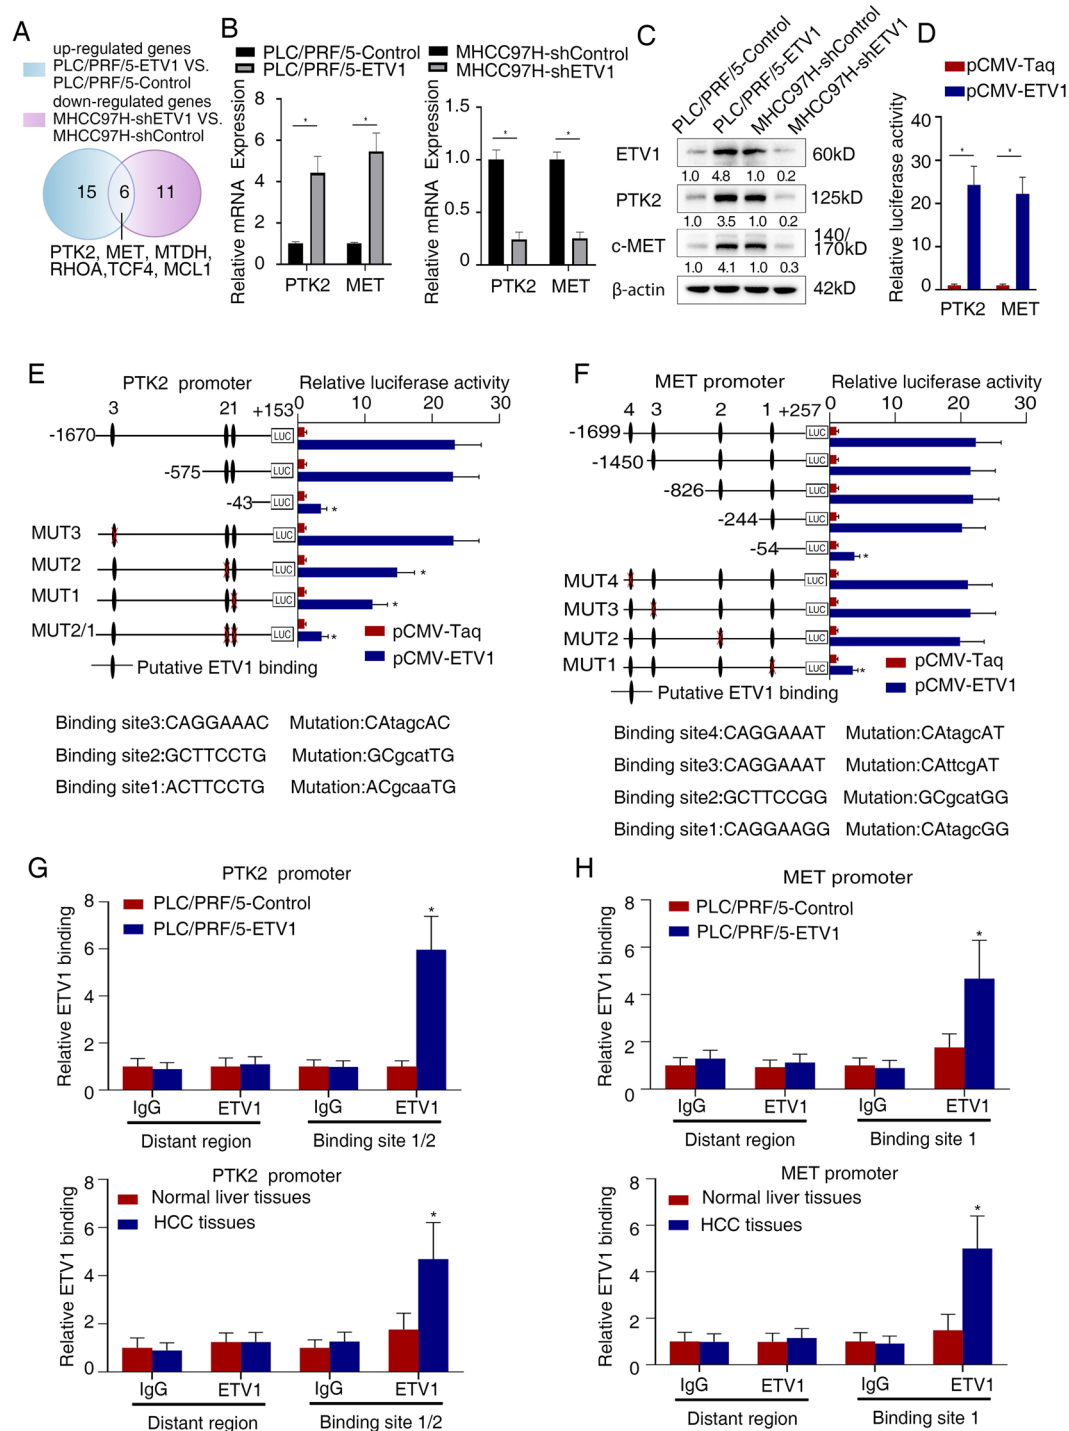 A
up-regulated genes
PLC/PRF/5-ETV1 VS.
PLC/PRF/5-Control
down-regulated genes
MHCC97H-shETV1 VS.
MHCC97H-shControl
15 6 11
PTK2, MET, MTDH,
RHOA,TCF4, MCL1
B
PLC/PRF/5-Control
PLC/PRF/5-ETV1
Relative mRNA Expression
8
6
4
2
0
* *
PTK2 MET
MHCC97H-shControl
MHCC97H-shETV1
Relative mRNA Expression
1.5
1.0
0.5
0
* *
PTK2 MET
C
PLC/PRF/5-Control
PLC/PRF/5-ETV1
MHCC97H-shControl
MHCC97H-shETV1
ETV1 60kD
1.0 4.8 1.0 0.2
PTK2 125kD
1.0 3.5 1.0 0.2
c-MET 140/
170kD
1.0 4.1 1.0 0.3
β-actin 42kD
D
pCMV-Taq
pCMV-ETV1
Relative luciferase activity
40
30
20
10
0
* *
PTK2 MET
E
PTK2 promoter Relative luciferase activity
3 21 +153 0 10 20 30
-1670 LUC
-575 LUC
-43 LUC *
MUT3 LUC
MUT2 LUC *
MUT1 LUC *
MUT2/1 LUC *
pCMV-Taq
pCMV-ETV1
Putative ETV1 binding
Binding site3:CAGGAAAC Mutation:CAtagcAC
Binding site2:GCTTCCTG Mutation:GCgcatTG
Binding site1:ACTTCCTG Mutation:ACgcaaTG
F
MET promoter Relative luciferase activity
4 3 2 1 +257 0 10 20 30
-1699 LUC
-1450 LUC
-826 LUC
-244 LUC
-54 LUC *
MUT4 LUC
MUT3 LUC
MUT2 LUC
MUT1 LUC *
pCMV-Taq
pCMV-ETV1
Putative ETV1 binding
Binding site4:CAGGAAAT Mutation:CAtagcAT
Binding site3:CAGGAAAT Mutation:CAttcgAT
Binding site2:GCTTCCGG Mutation:GCgcatGG
Binding site1:CAGGAAGG Mutation:CAtagcGG
G
PTK2 promoter
PLC/PRF/5-Control
PLC/PRF/5-ETV1
Relative ETV1 binding
8
6
4
2
0
*
IgG ETV1 IgG ETV1
Distant region Binding site 1/2
PTK2 promoter
Normal liver tissues
HCC tissues
Relative ETV1 binding
8
6
4
2
0
*
IgG ETV1 IgG ETV1
Distant region Binding site 1/2
H
MET promoter
PLC/PRF/5-Control
PLC/PRF/5-ETV1
Relative ETV1 binding
8
6
4
2
0
*
IgG ETV1 IgG ETV1
Distant region Binding site 1
MET promoter
Normal liver tissues
HCC tissues
Relative ETV1 binding
8
6
4
2
0
*
IgG ETV1 IgG ETV1
Distant region Binding site 1